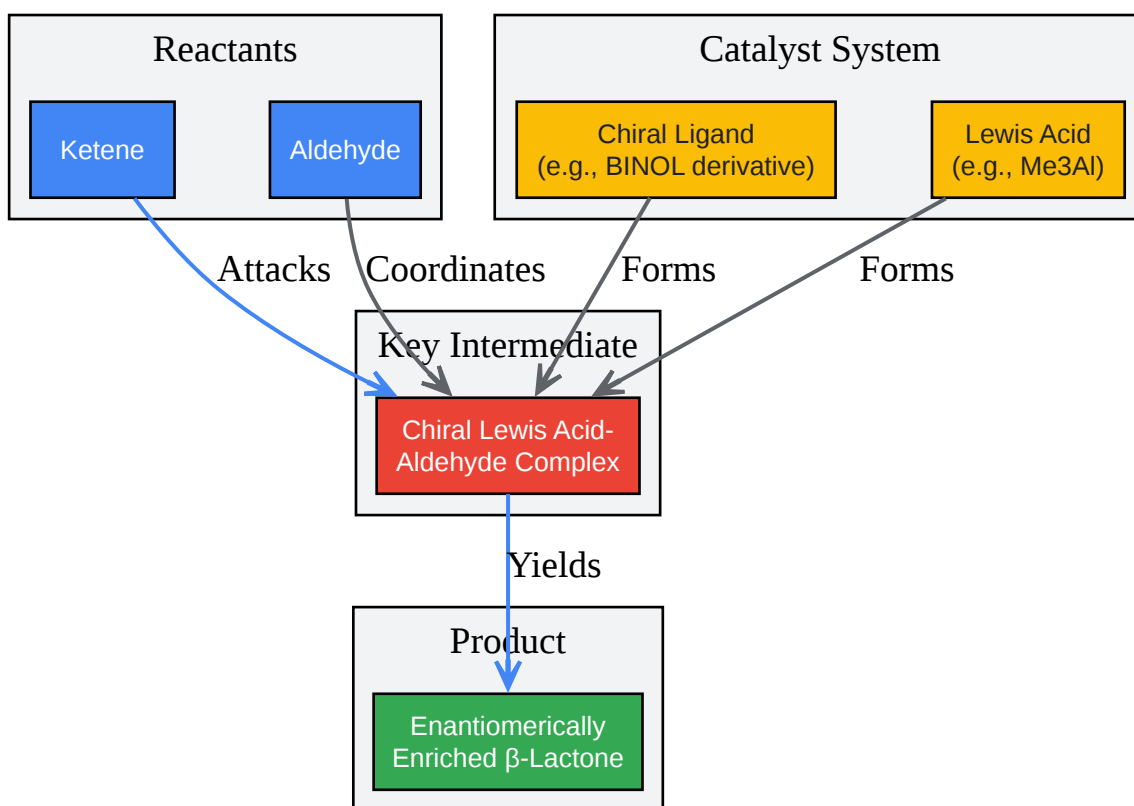 Reactants
Catalyst System
Ketene
Aldehyde
Chiral Ligand
(e.g., BINOL derivative)
Lewis Acid
(e.g., Me3Al)
Attacks
Coordinates
Forms
Forms
Key Intermediate
Chiral Lewis Acid-
Aldehyde Complex
Yields
Product
Enantiomerically
Enriched β-Lactone